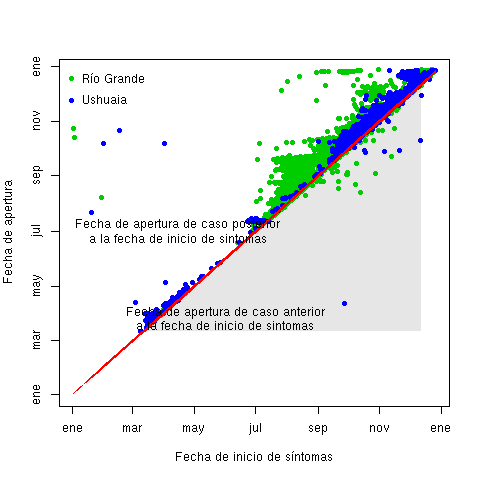 Río Grande
Ushuaia
Fecha de apertura de caso posterior
a la fecha de inicio de sintomas
Fecha de apertura de caso anterior
a la fecha de inicio de sintomas
Fecha de apertura
ene
nov
sep
jul
may
mar
ene
ene
mar
may
jul
sep
nov
ene
Fecha de inicio de síntomas